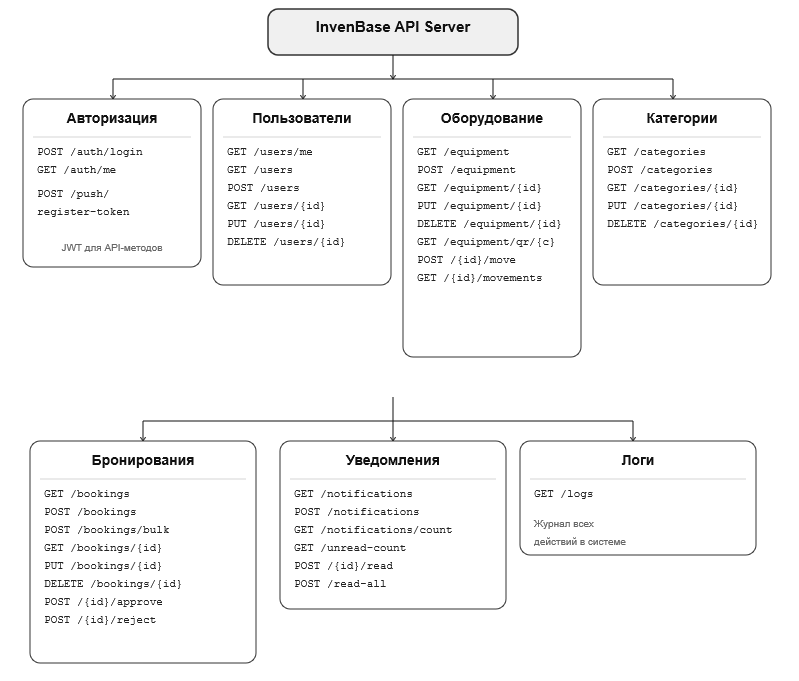 InvenBase API Server
Авторизация
POST /auth/login
GET /auth/me
POST /push/
register-token
JWT для API-методов
Пользователи
GET /users/me
GET /users
POST /users
GET /users/{id}
PUT /users/{id}
DELETE /users/{id}
Оборудование
GET /equipment
POST /equipment
GET /equipment/{id}
PUT /equipment/{id}
DELETE /equipment/{id}
GET /equipment/qr/{c}
POST /{id}/move
GET /{id}/movements
Категории
GET /categories
POST /categories
GET /categories/{id}
PUT /categories/{id}
DELETE /categories/{id}
Бронирования
GET /bookings
POST /bookings
POST /bookings/bulk
GET /bookings/{id}
PUT /bookings/{id}
DELETE /bookings/{id}
POST /{id}/approve
POST /{id}/reject
Уведомления
GET /notifications
POST /notifications
GET /notifications/count
GET /unread-count
POST /{id}/read
POST /read-all
Логи
GET /logs
Журнал всех
действий в системе